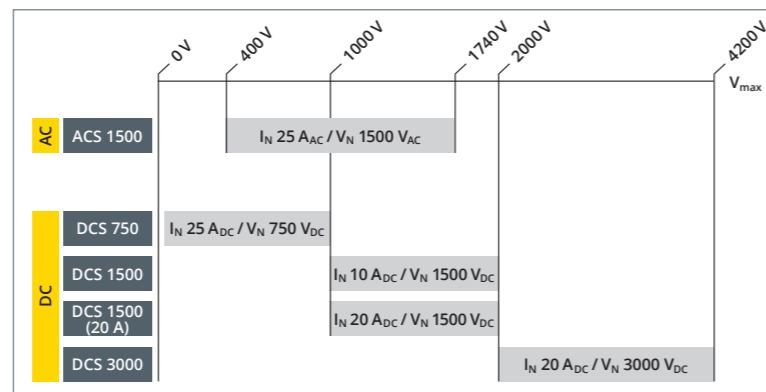 0 V
400 V
1000 V
1740 V
2000 V
4200 V
Vmax
AC
ACS 1500
IN 25 AAC / VN 1500 VAC
DC
DCS 750
IN 25 ADC / VN 750 VDC
DCS 1500
IN 10 ADC / VN 1500 VDC
DCS 1500
(20 A)
IN 20 ADC / VN 1500 VDC
DCS 3000
IN 20 ADC / VN 3000 VDC